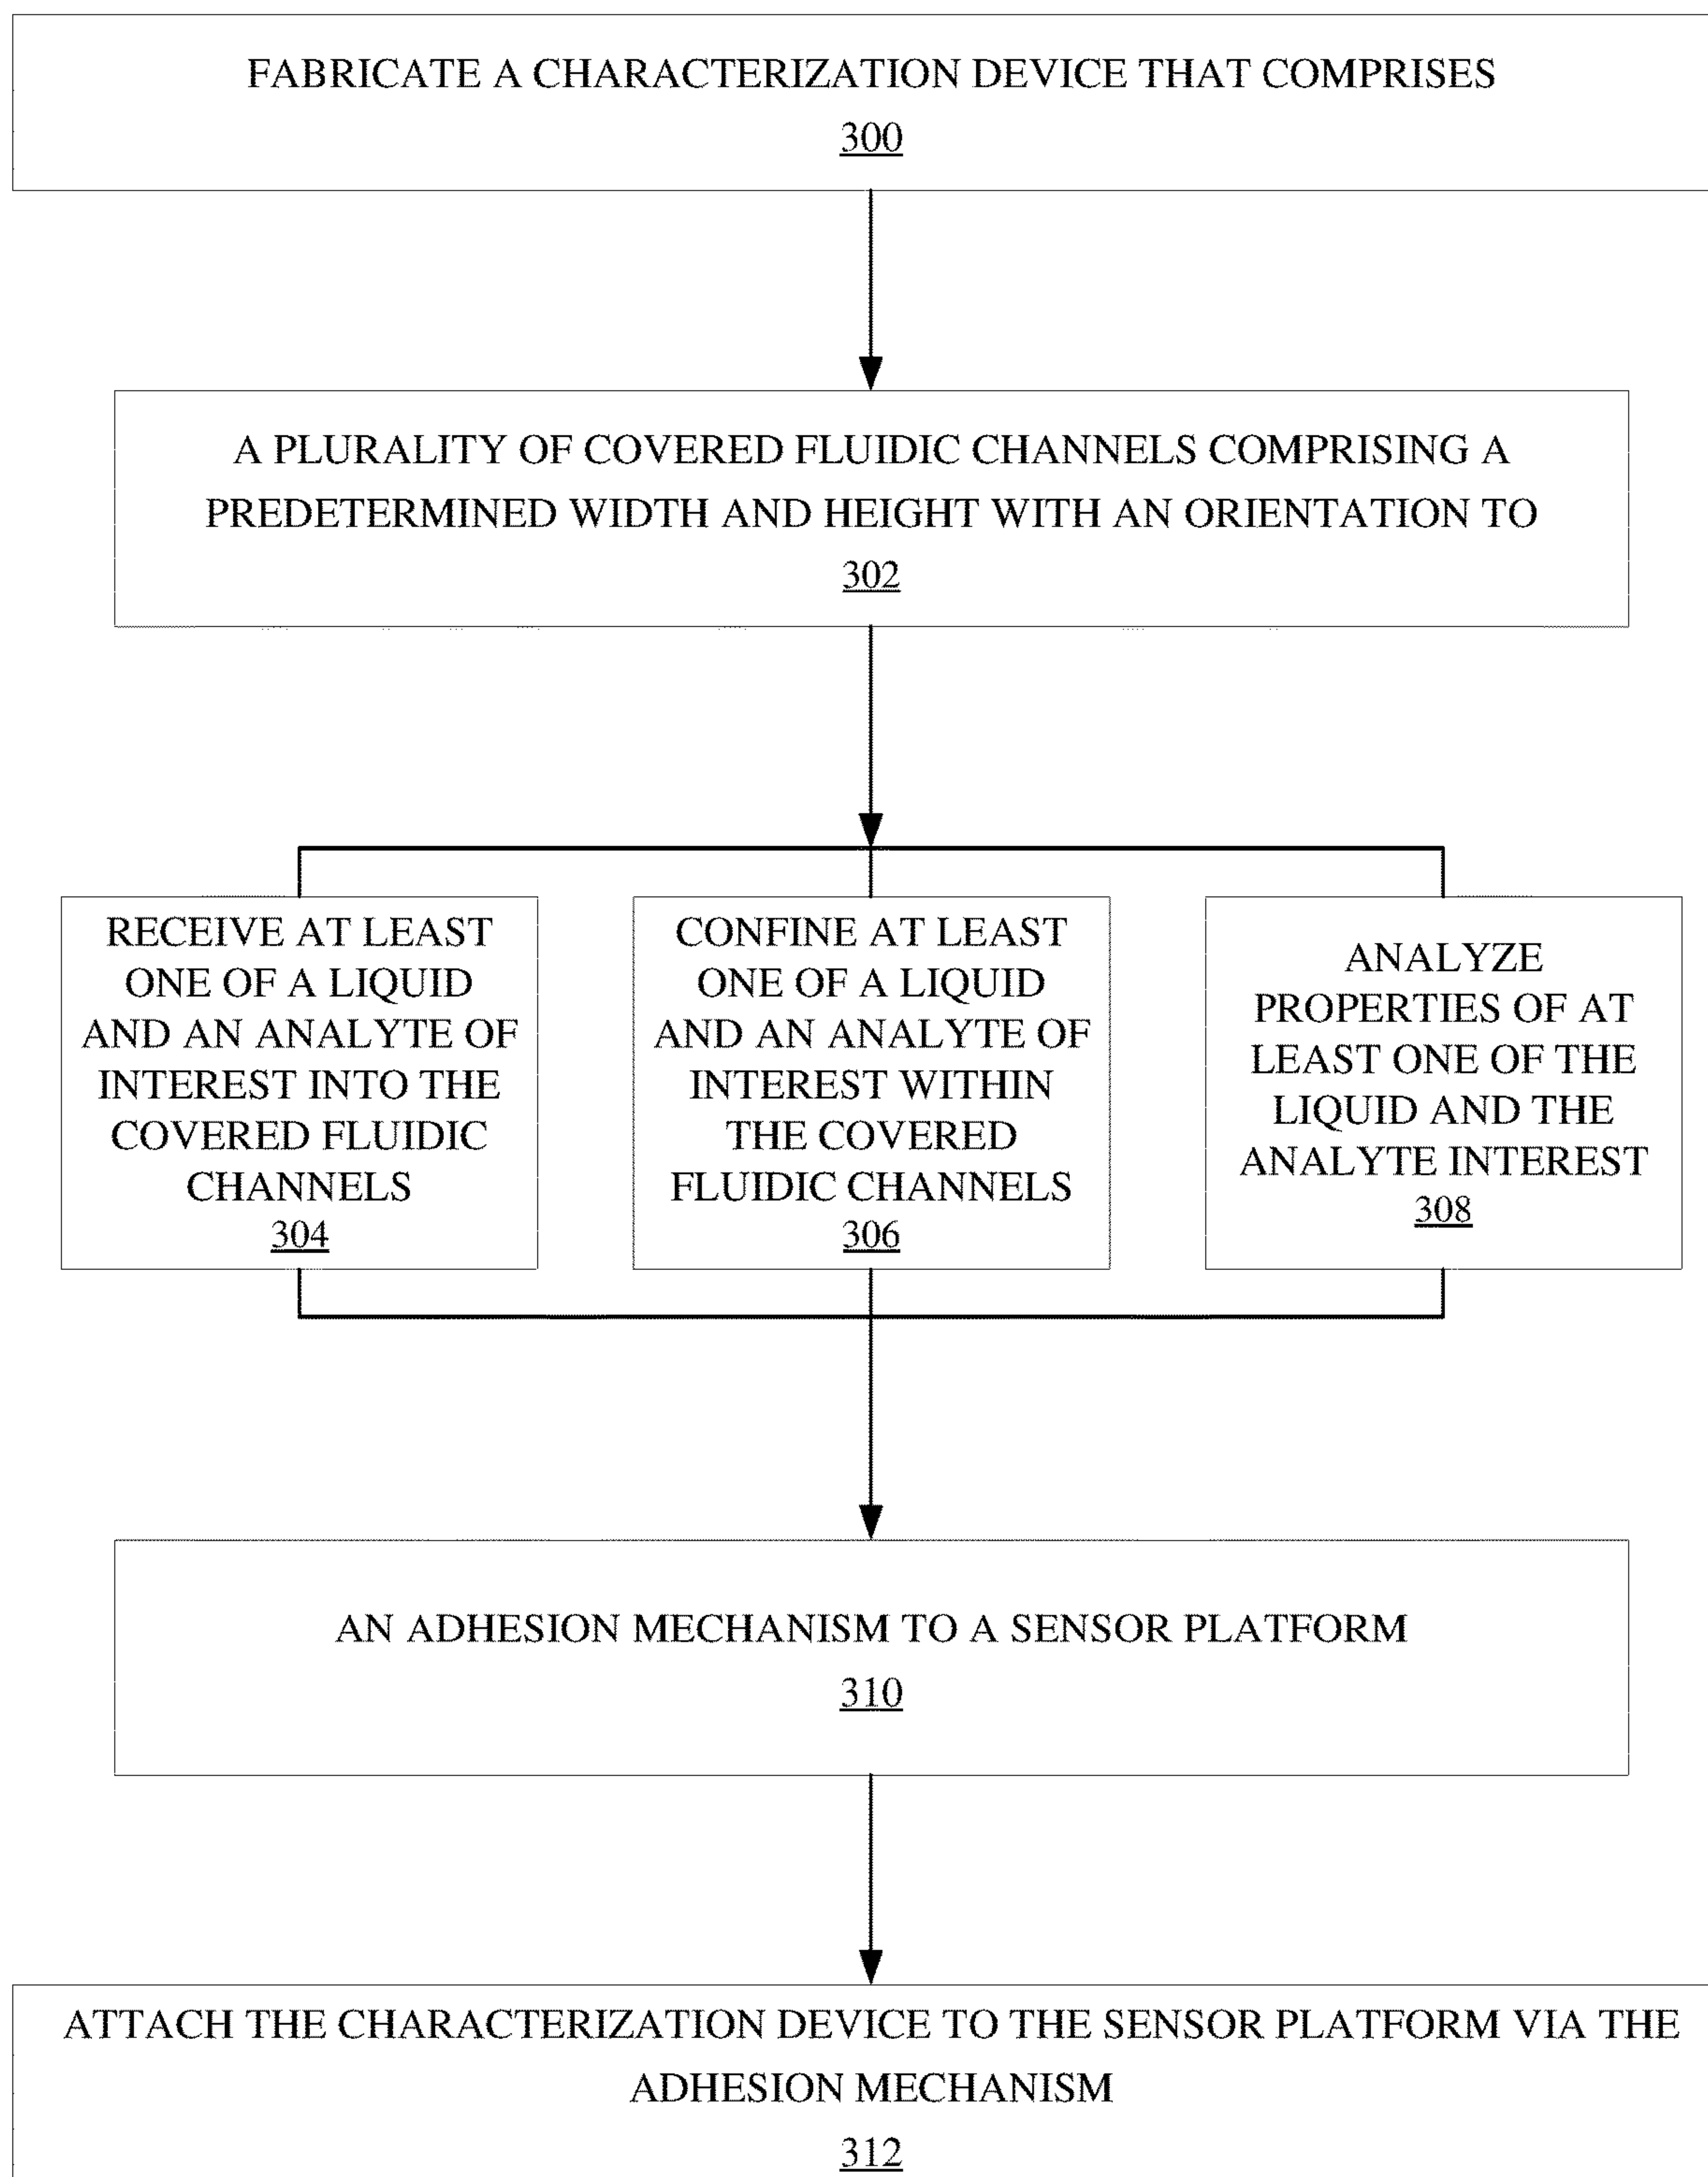 FABRICATE A CHARACTERIZATION DEVICE THAT COMPRISES
300
A PLURALITY OF COVERED FLUIDIC CHANNELS COMPRISING A
PREDETERMINED WIDTH AND HEIGHT WITH AN ORIENTATION TO
302
RECEIVE AT LEAST
ONE OF A LIQUID
AND AN ANALYTE OF
INTEREST INTO THE
COVERED FLUIDIC
CHANNELS
304
CONFINE AT LEAST
ONE OF A LIQUID
AND AN ANALYTE OF
INTEREST WITHIN
THE COVERED
FLUIDIC CHANNELS
306
ANALYZE
PROPERTIES OF AT
LEAST ONE OF THE
LIQUID AND THE
ANALYTE INTEREST
308
AN ADHESION MECHANISM TO A SENSOR PLATFORM
310
ATTACH THE CHARACTERIZATION DEVICE TO THE SENSOR PLATFORM VIA THE
ADHESION MECHANISM
312